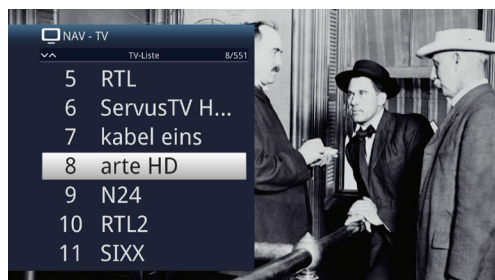 NAV - TV
TV-Liste 8/551
5 RTL
6 ServusTV H...
7 kabel eins
8 arte HD
9 N24
10 RTL2
11 SIXX